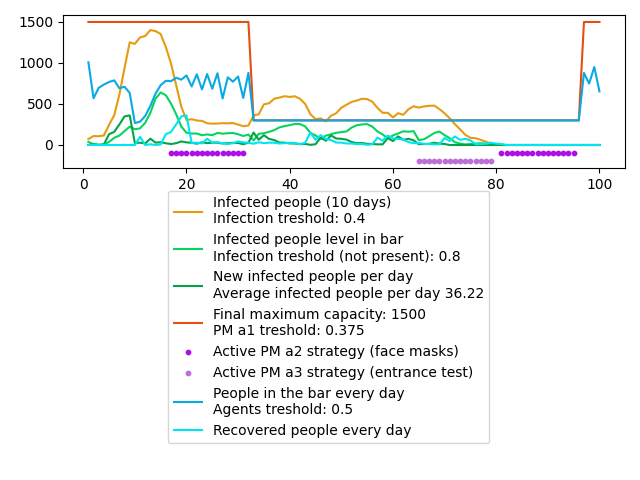 1500
1000
500
0
0 20 40 60 80 100
Infected people (10 days)
Infection treshold: 0.4
Infected people level in bar
Infection treshold (not present): 0.8
New infected people per day
Average infected people per day 36.22
Final maximum capacity: 1500
PM a1 treshold: 0.375
Active PM a2 strategy (face masks)
Active PM a3 strategy (entrance test)
People in the bar every day
Agents treshold: 0.5
Recovered people every day